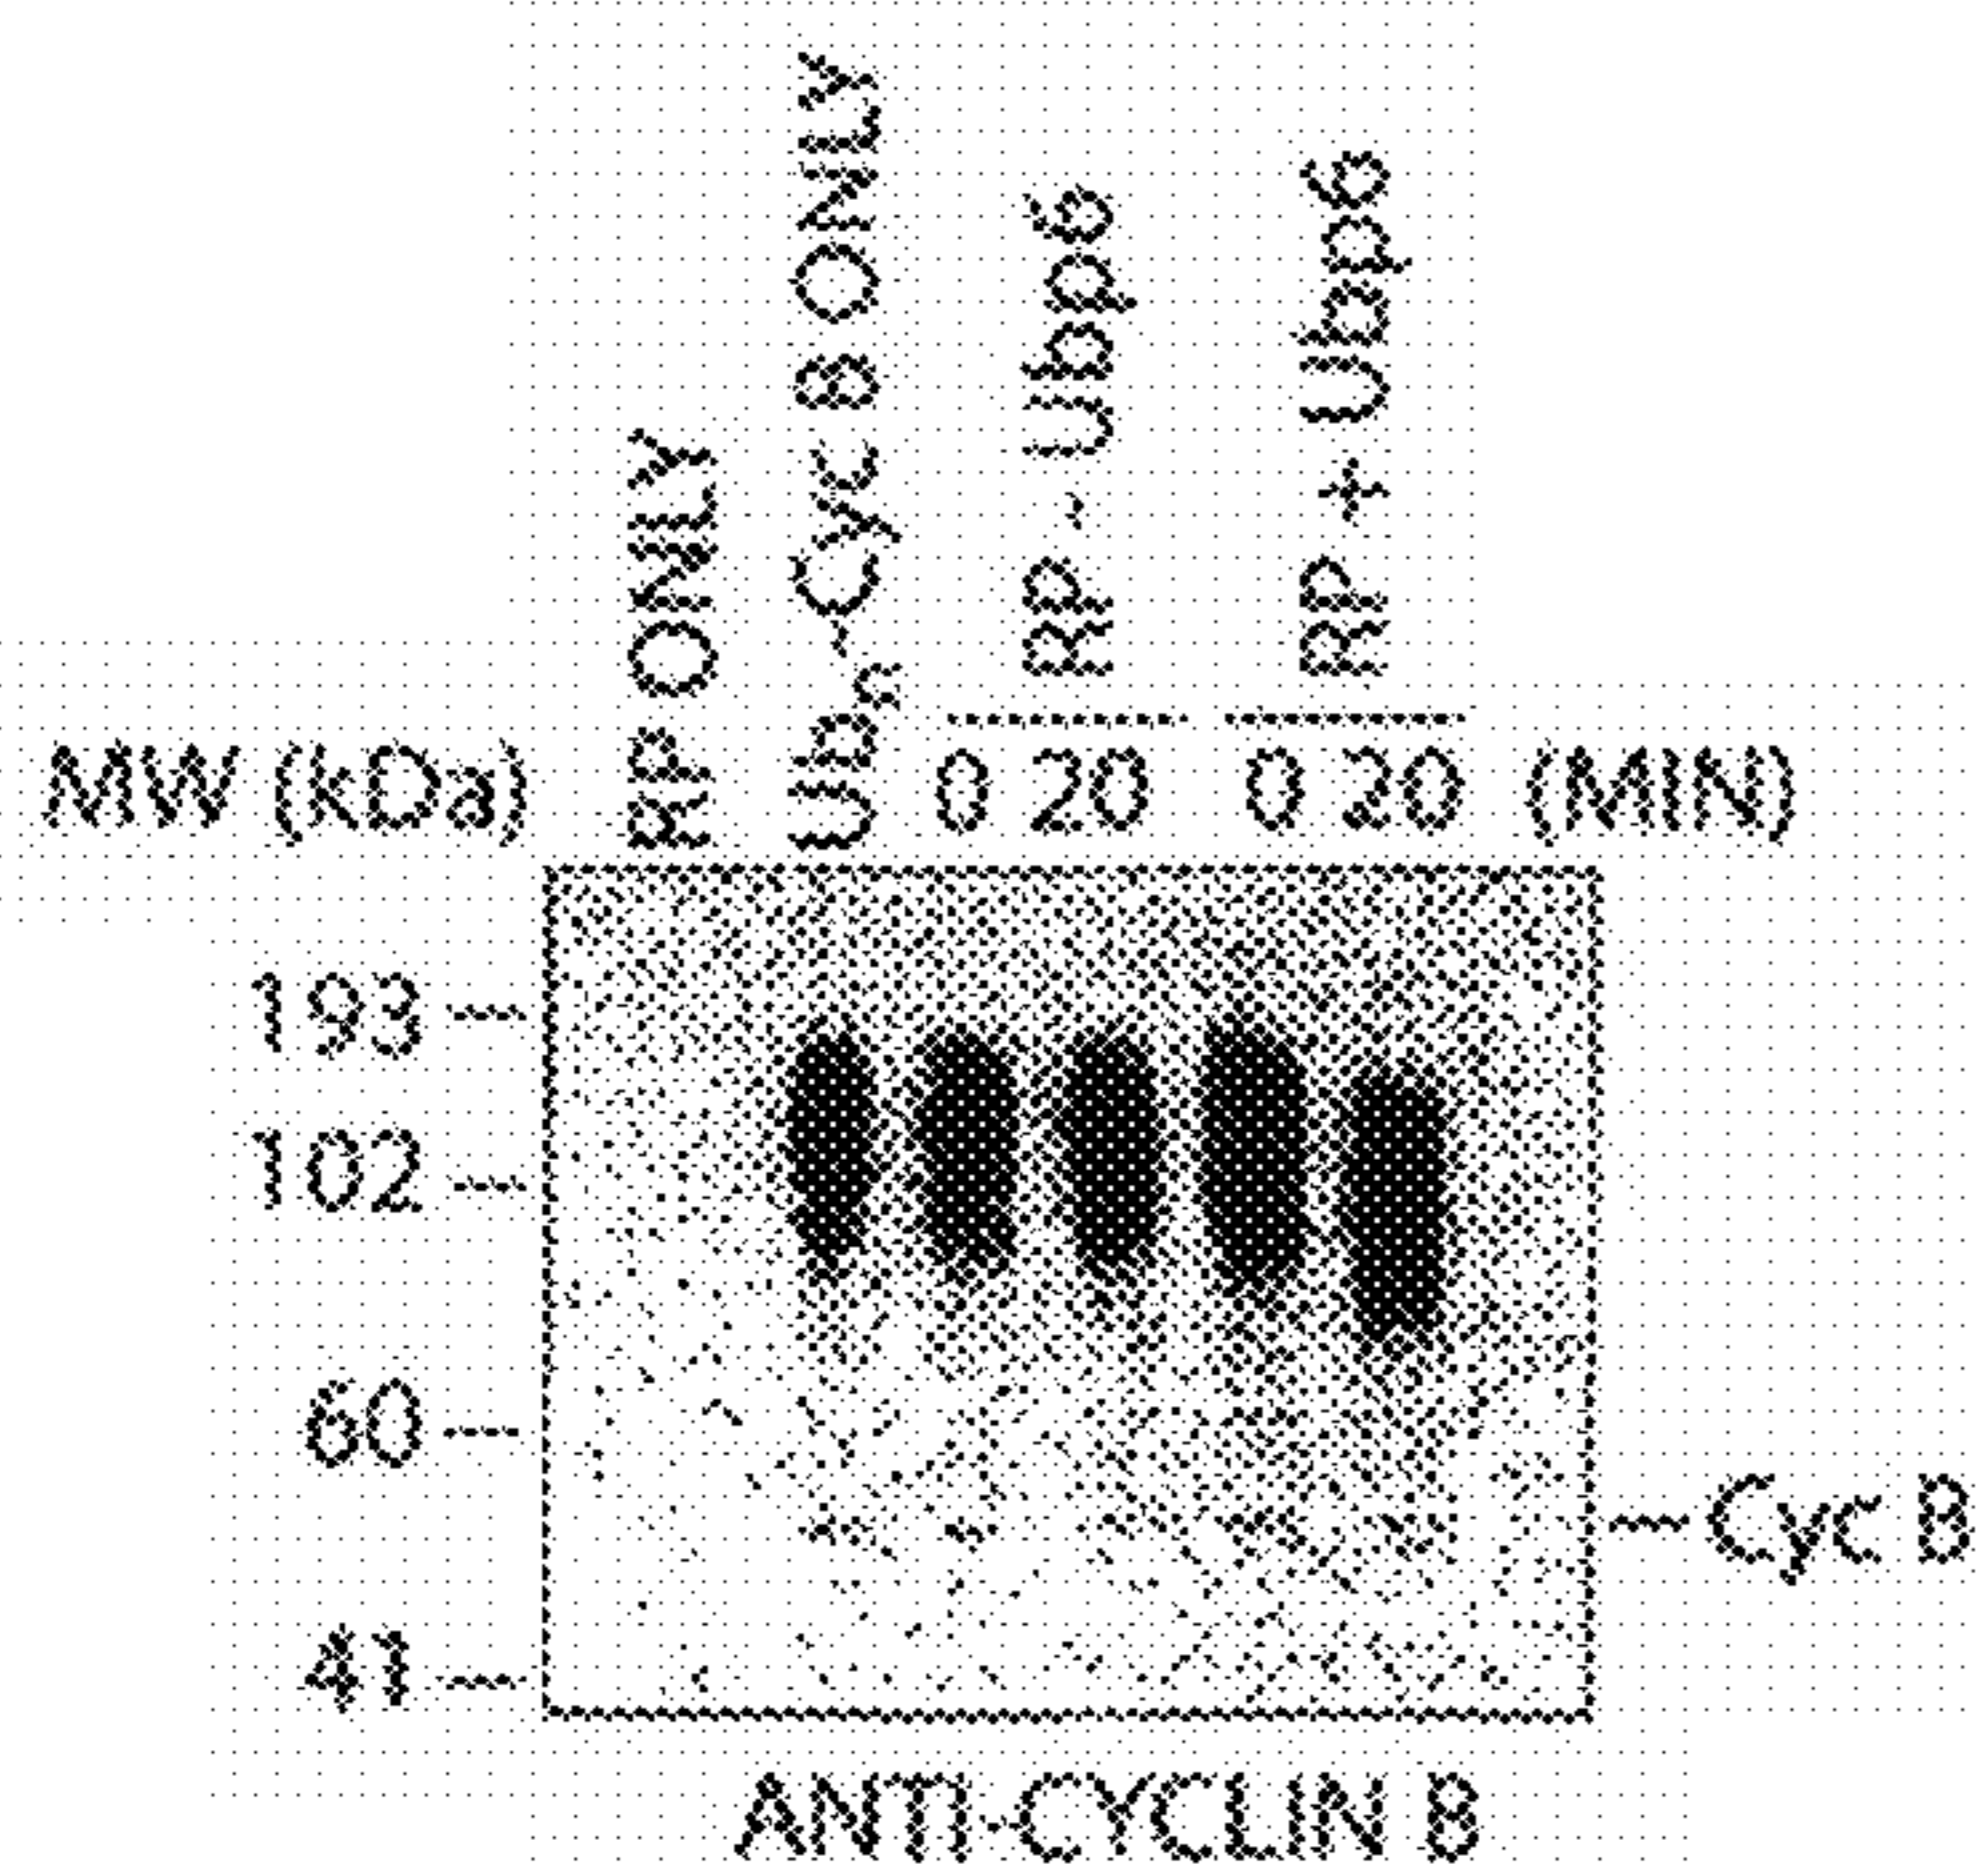 RP ONLY
Ubn-Cyc B ONLY
RP - Ubp6
RP + Ubp6
MW (kDa)
0 20 0 20 (MIN)
193
102
60
Cyc B
41
ANTI-CYCLIN B